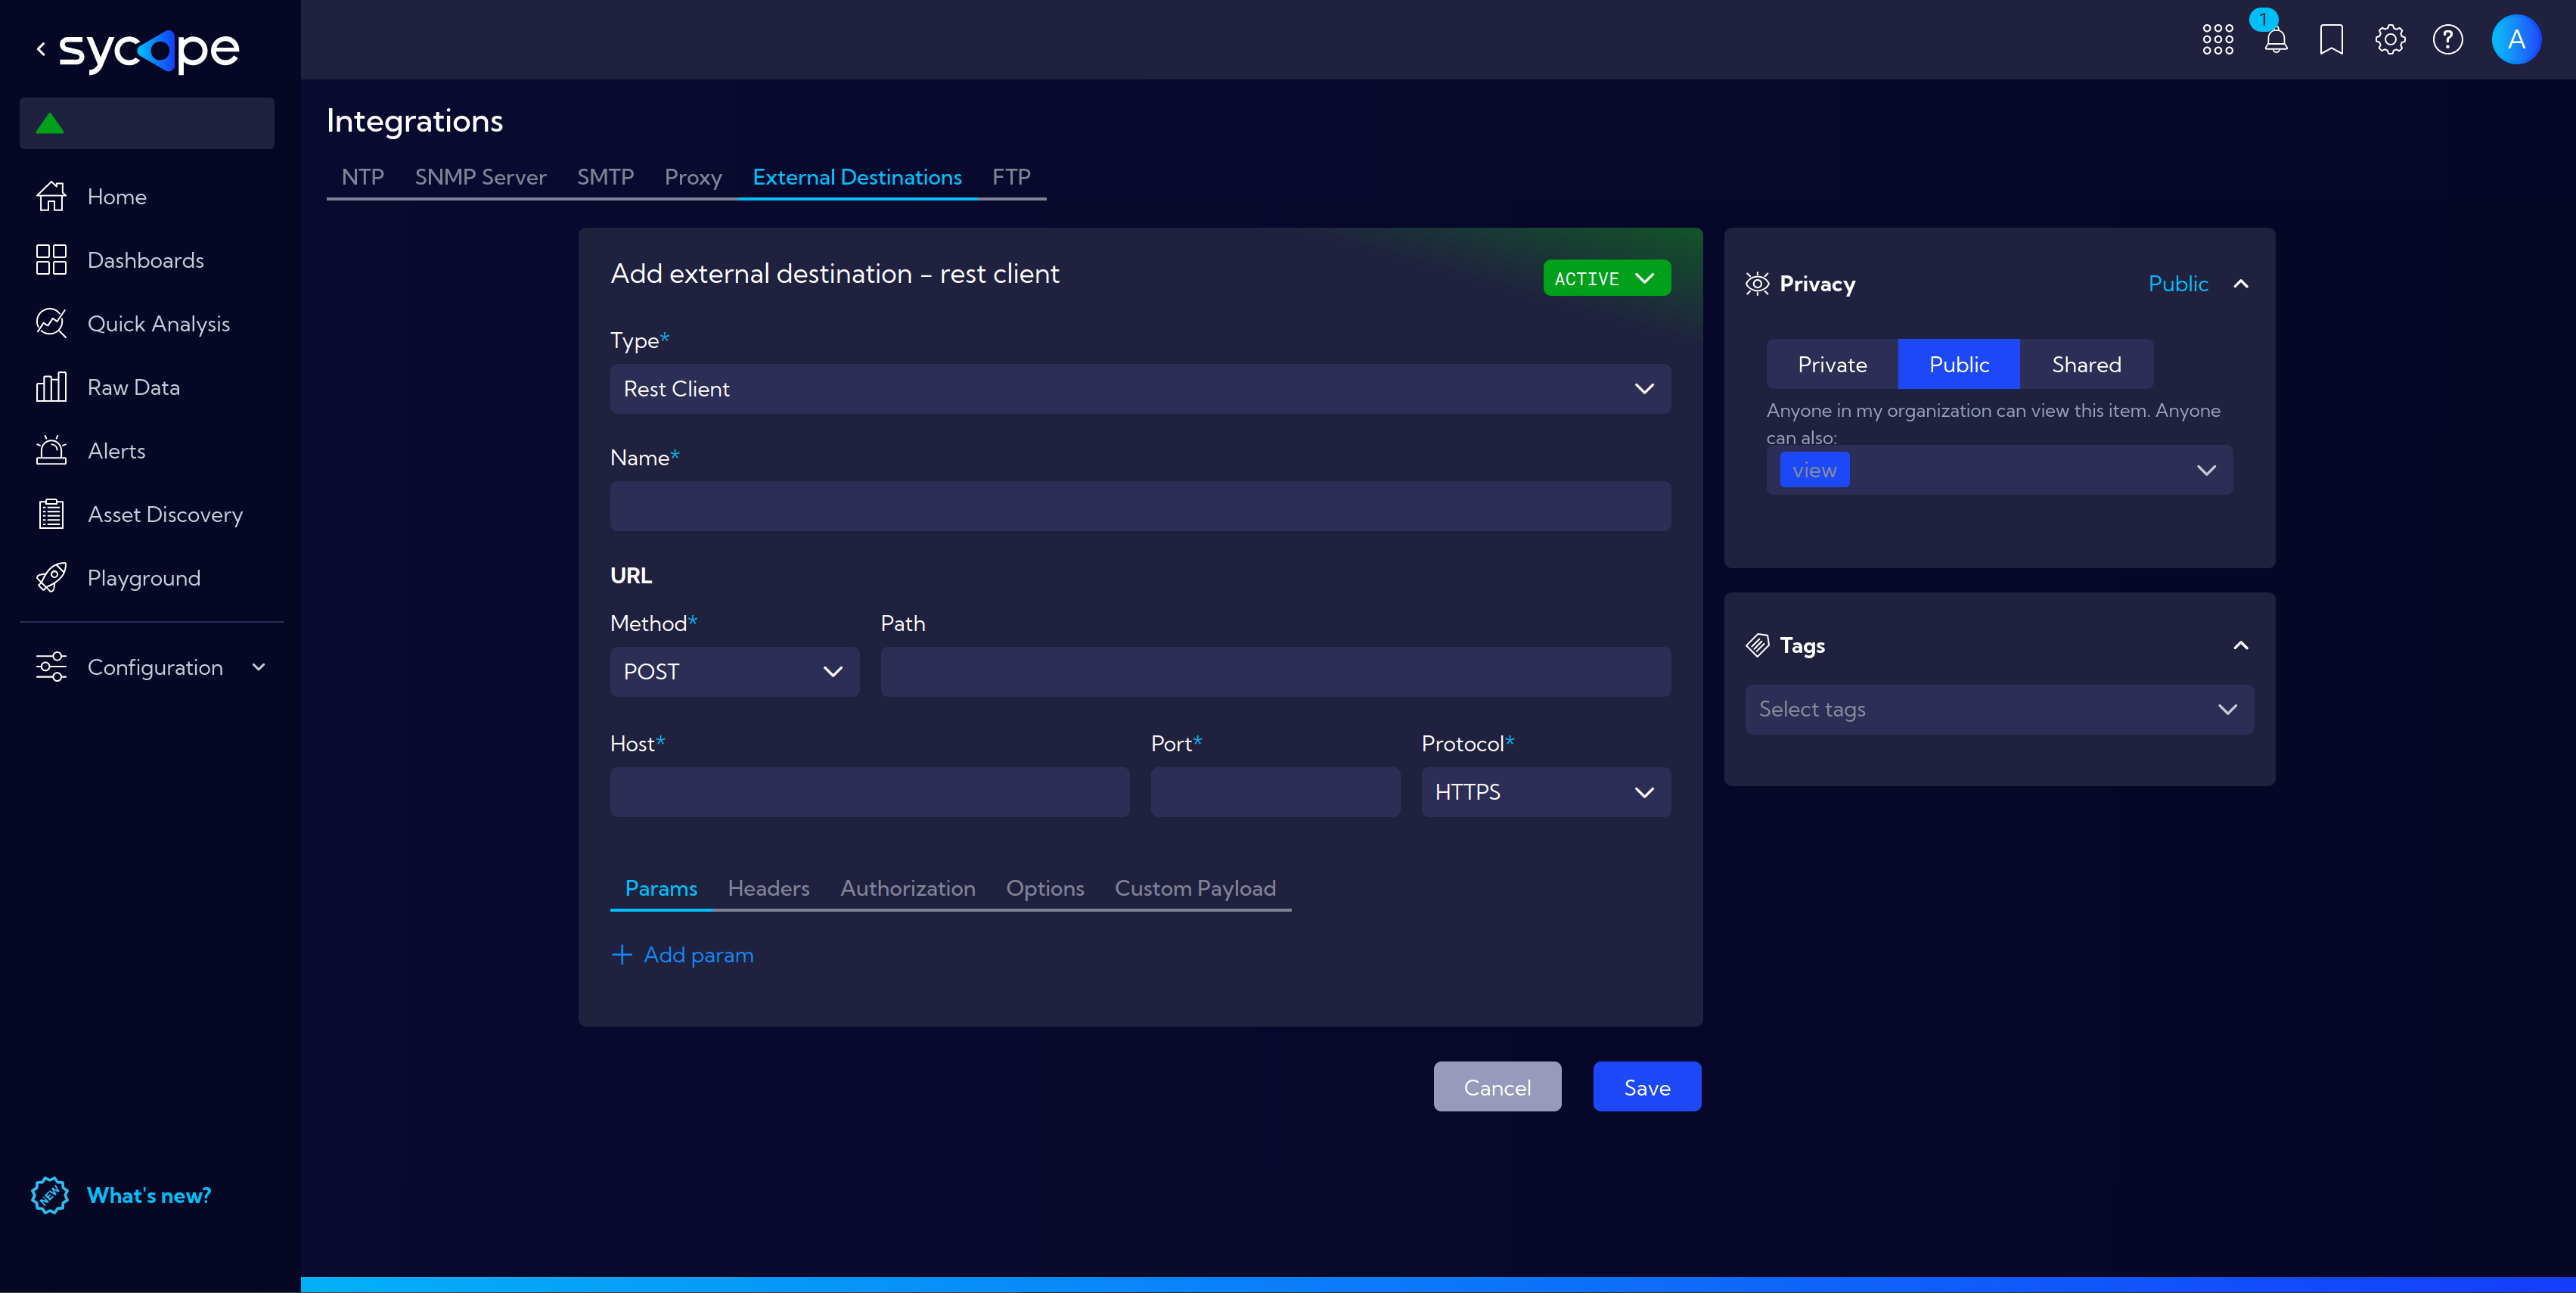 sycope
1
A
Home
Dashboards
Quick Analysis
Raw Data
Alerts
Asset Discovery
Playground
Configuration
NEW What's new?
Integrations
NTP SNMP Server SMTP Proxy External Destinations FTP
Add external destination – rest client
ACTIVE
Type*
Rest Client
Name*
URL
Method* Path
POST
Host* Port* Protocol*
HTTPS
Params Headers Authorization Options Custom Payload
+ Add param
Cancel Save
Privacy Public
Private Public Shared
Anyone in my organization can view this item. Anyone
can also:
view
Tags
Select tags